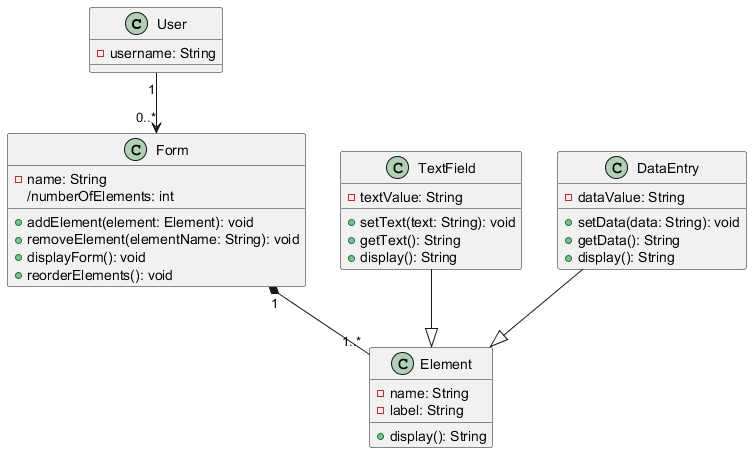 C User
username: String
1
0..*
C Form
name: String
/numberOfElements: int
addElement(element: Element): void
removeElement(elementName: String): void
displayForm(): void
reorderElements(): void
C TextField
textValue: String
setText(text: String): void
getText(): String
display(): String
C DataEntry
dataValue: String
setData(data: String): void
getData(): String
display(): String
1
1..*
C Element
name: String
label: String
display(): String